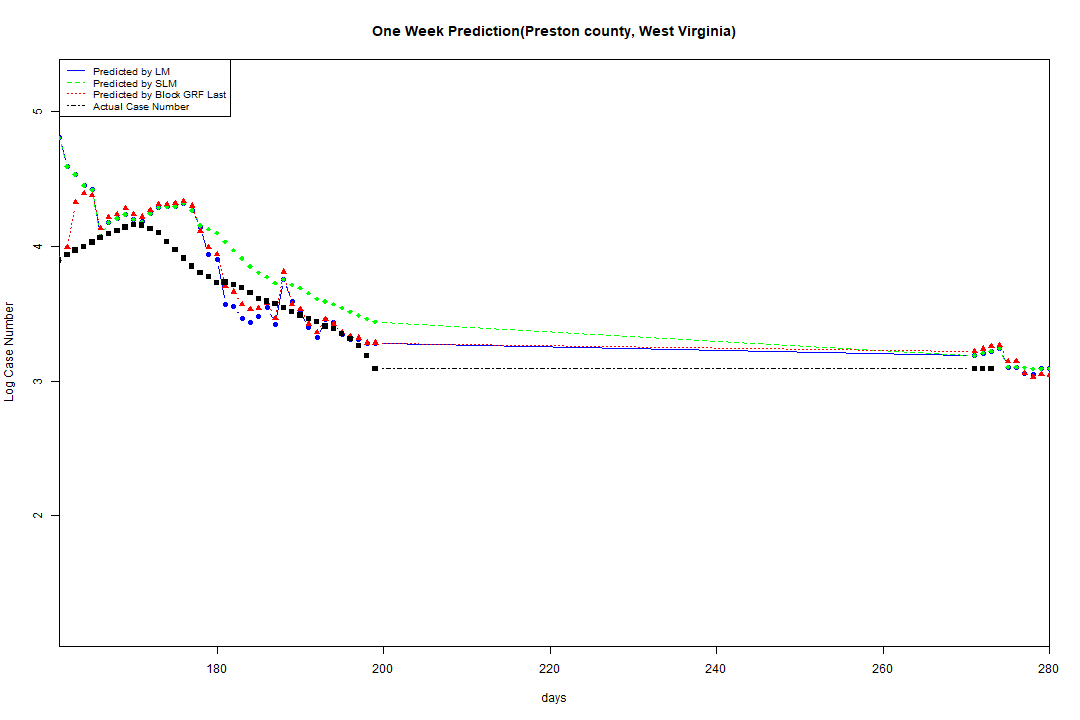 One Week Prediction(Preston county, West Virginia)
Predicted by LM
Predicted by SLM
Predicted by Block GRF Last
Actual Case Number
5
4
3
2
Log Case Number
180
200
220
240
260
280
days